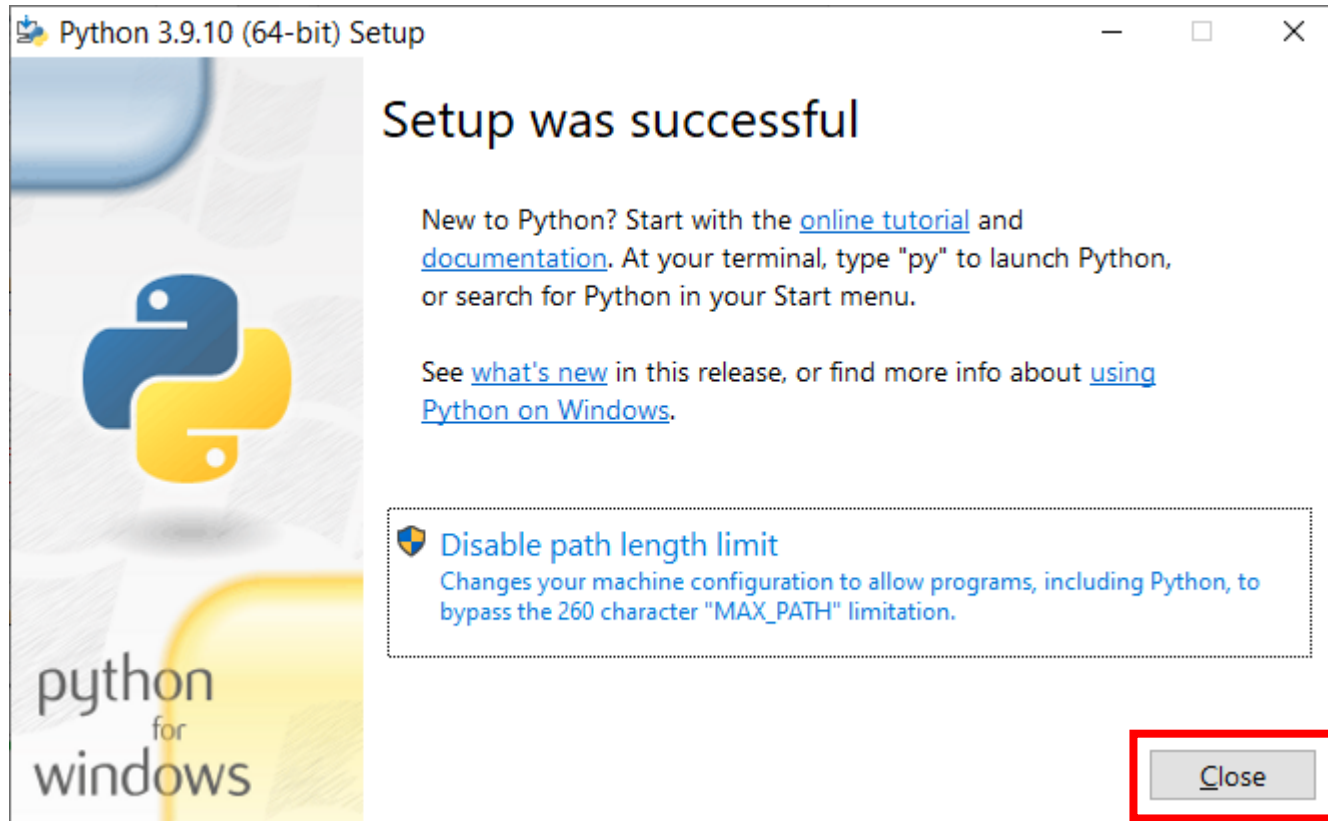 Python 3.9.10 (64-bit) Setup
Setup was successful
New to Python? Start with the online tutorial and
documentation. At your terminal, type "py" to launch Python,
or search for Python in your Start menu.
See what's new in this release, or find more info about using
Python on Windows.
Disable path length limit
Changes your machine configuration to allow programs, including Python, to
bypass the 260 character "MAX_PATH" limitation.
python
for
windows
Close